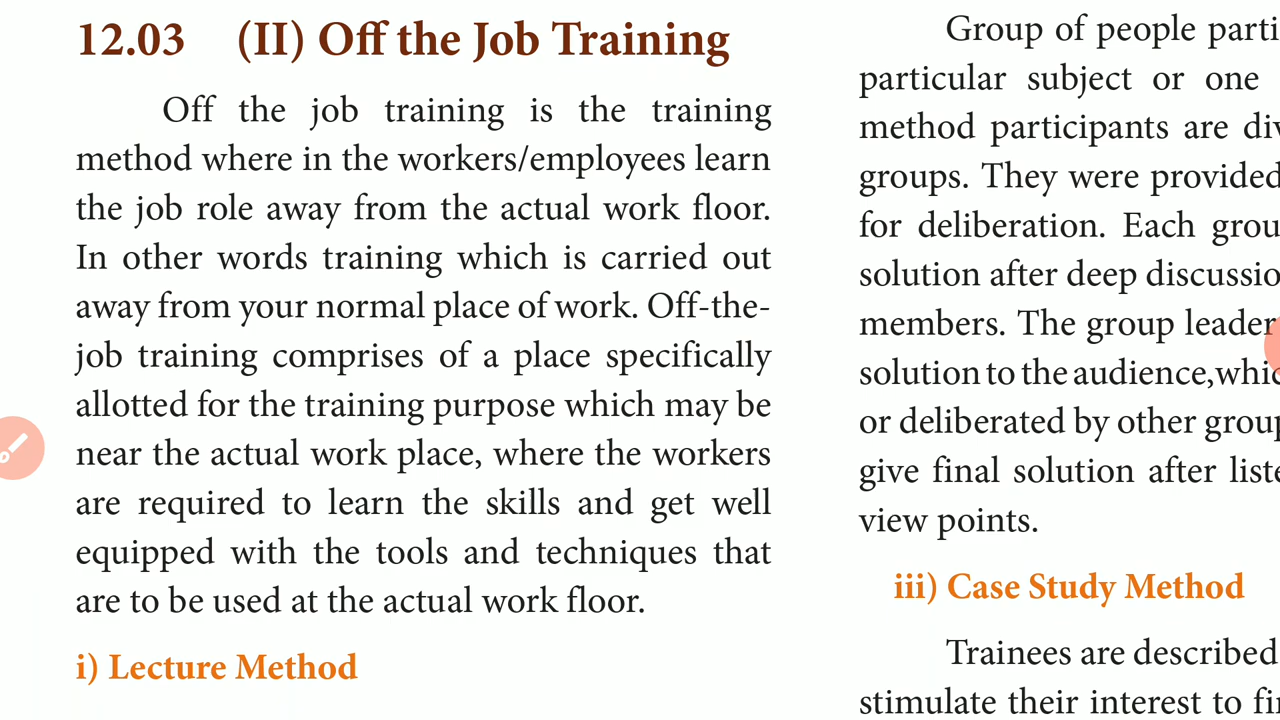 12.03 (II) Off the Job Training
Off the job training is the training
method where in the workers/employees learn
the job role away from the actual work floor.
In other words training which is carried out
away from your normal place of work. Off-the-
job training comprises of a place specifically
allotted for the training purpose which may be
near the actual work place, where the workers
are required to learn the skills and get well
equipped with the tools and techniques that
are to be used at the actual work floor.
i) Lecture Method
Group of people
particular subject or one
method participants are
groups. They were provided
for deliberation. Each
solution after deep
members. The group leader
solution to the audience,
or deliberated by other
give final solution after
view points.
iii) Case Study Method
Trainees are described
stimulate their interest to